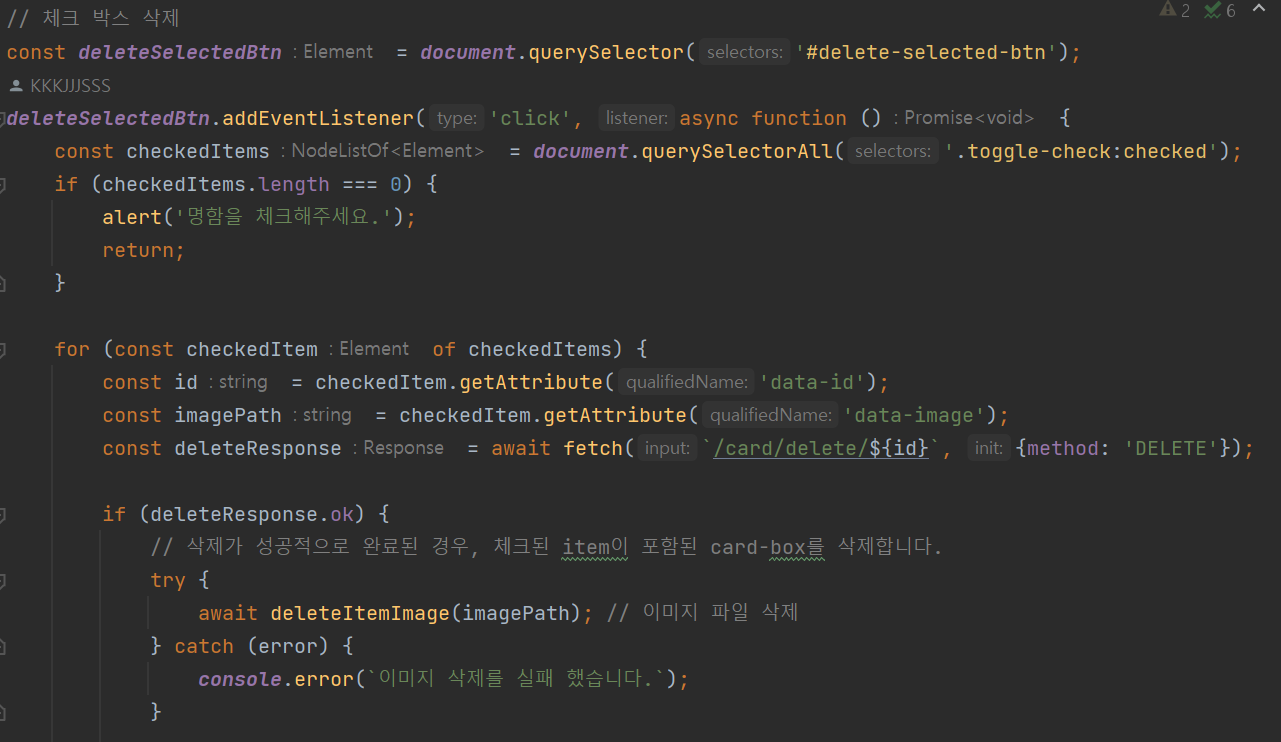 // 체크 박스 삭제
2 6
const deleteSelectedBtn : Element = document.querySelector( selectors: '#delete-selected-btn');
KKKJJJSSS
deleteSelectedBtn.addEventListener( type: 'click', listener: async function () : Promise<void> {
const checkedItems : NodeListOf<Element> = document.querySelectorAll( selectors: '.toggle-check:checked');
if (checkedItems.length === 0) {
alert('명함을 체크해주세요.');
return;
}
for (const checkedItem : Element of checkedItems) {
const id : string = checkedItem.getAttribute( qualifiedName: 'data-id');
const imagePath : string = checkedItem.getAttribute( qualifiedName: 'data-image');
const deleteResponse : Response = await fetch( input: `/card/delete/${id}`, init: {method: 'DELETE'});
if (deleteResponse.ok) {
// 삭제가 성공적으로 완료된 경우, 체크된 item이 포함된 card-box를 삭제합니다.
try {
await deleteItemImage(imagePath); // 이미지 파일 삭제
} catch (error) {
console.error(`이미지 삭제를 실패 했습니다.`);
}